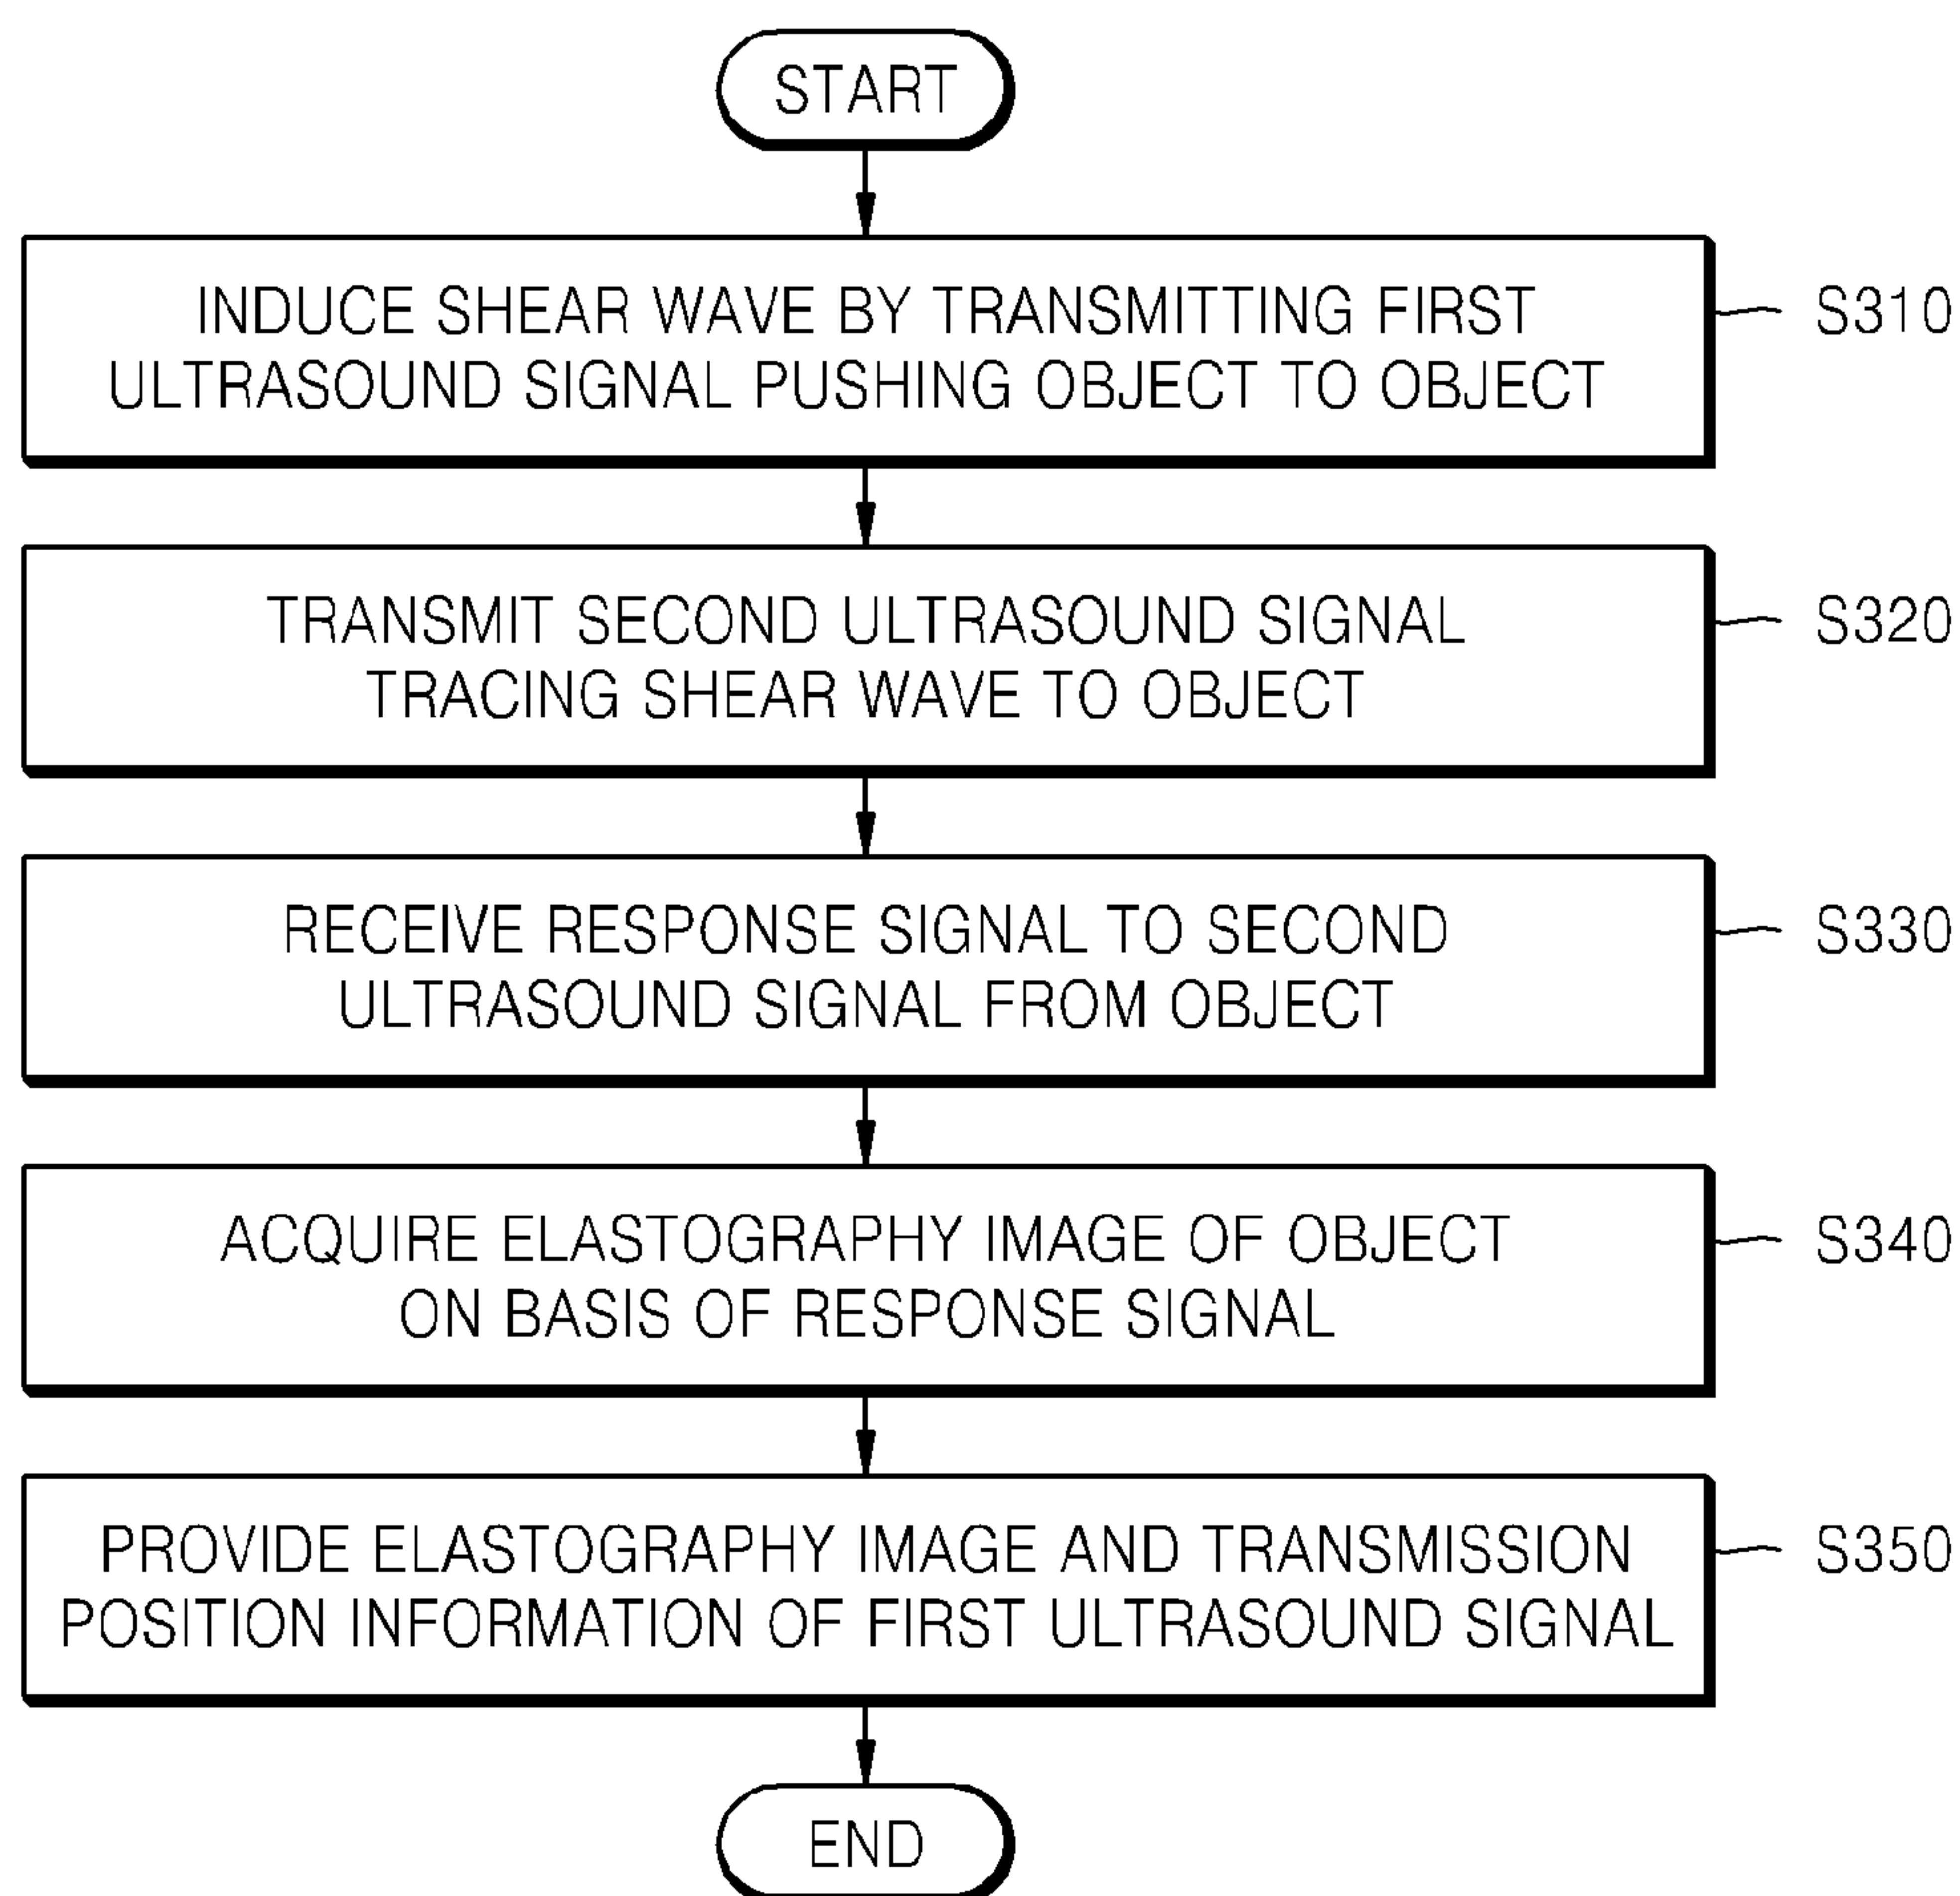 START
INDUCE SHEAR WAVE BY TRANSMITTING FIRST
ULTRASOUND SIGNAL PUSHING OBJECT TO OBJECT
S310
TRANSMIT SECOND ULTRASOUND SIGNAL
TRACING SHEAR WAVE TO OBJECT
S320
RECEIVE RESPONSE SIGNAL TO SECOND
ULTRASOUND SIGNAL FROM OBJECT
S330
ACQUIRE ELASTOGRAPHY IMAGE OF OBJECT
ON BASIS OF RESPONSE SIGNAL
S340
PROVIDE ELASTOGRAPHY IMAGE AND TRANSMISSION
POSITION INFORMATION OF FIRST ULTRASOUND SIGNAL
S350
END